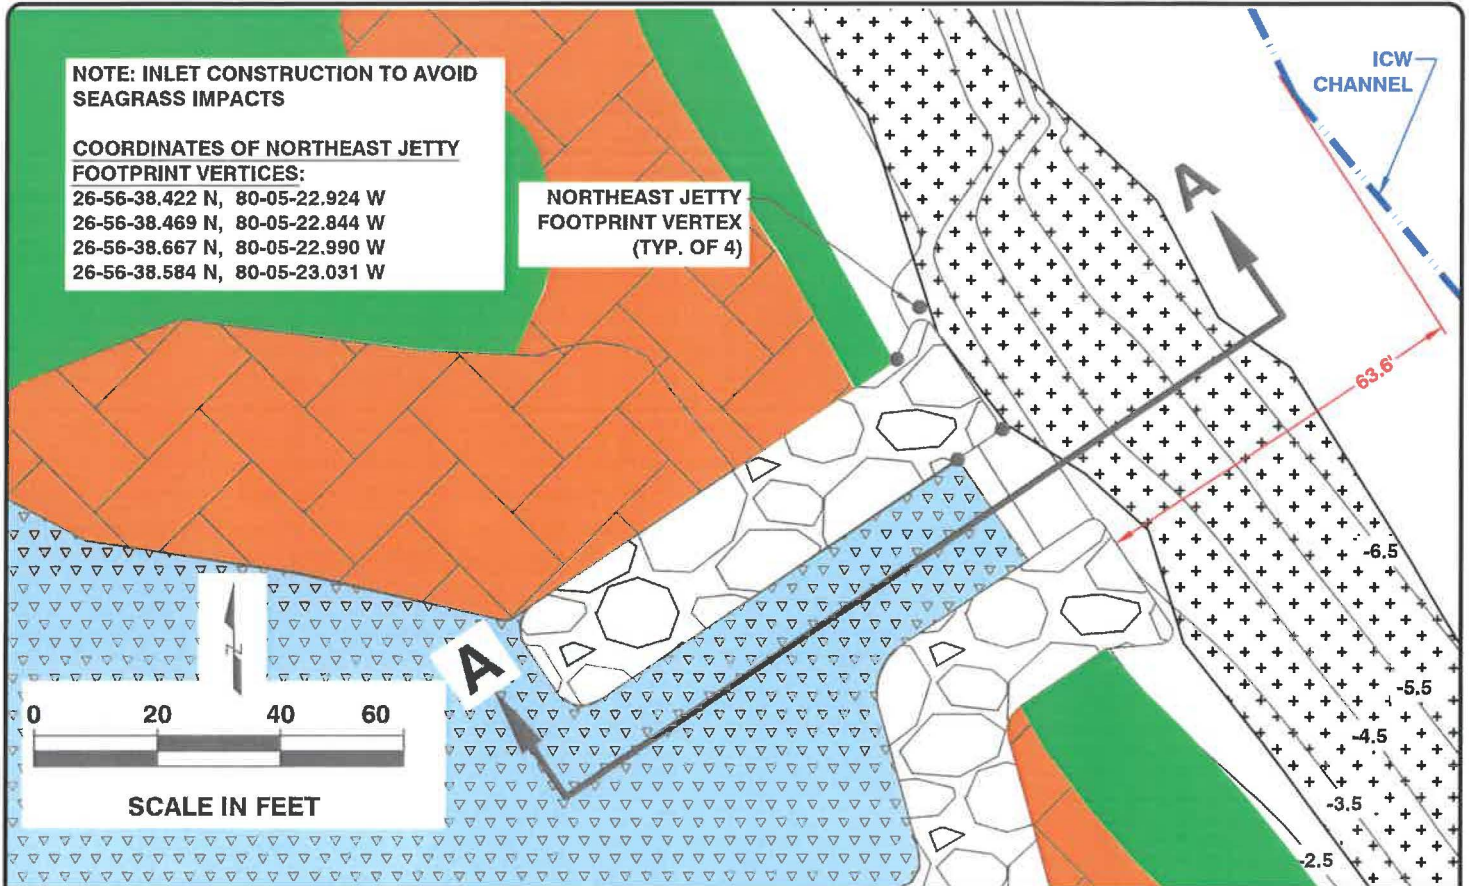 NOTE: INLET CONSTRUCTION TO AVOID
SEAGRASS IMPACTS
COORDINATES OF NORTHEAST JETTY
FOOTPRINT VERTICES:
26-56-38.422 N, 80-05-22.924 W
26-56-38.469 N, 80-05-22.844 W
26-56-38.667 N, 80-05-22.990 W
26-56-38.584 N, 80-05-23.031 W
NORTHEAST JETTY
FOOTPRINT VERTEX
(TYP. OF 4)
ICW
CHANNEL
A
63.6'
-6.5
-5.5
-4.5
-3.5
-2.5
A
N
0 20 40 60
SCALE IN FEET